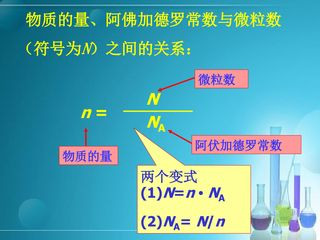 物质的量、阿佛加德罗常数与微粒数
（符号为N）之间的关系：
微粒数
n = N / NA
物质的量
阿伏加德罗常数
两个变式
(1)N=n • NA
(2)NA= N/n